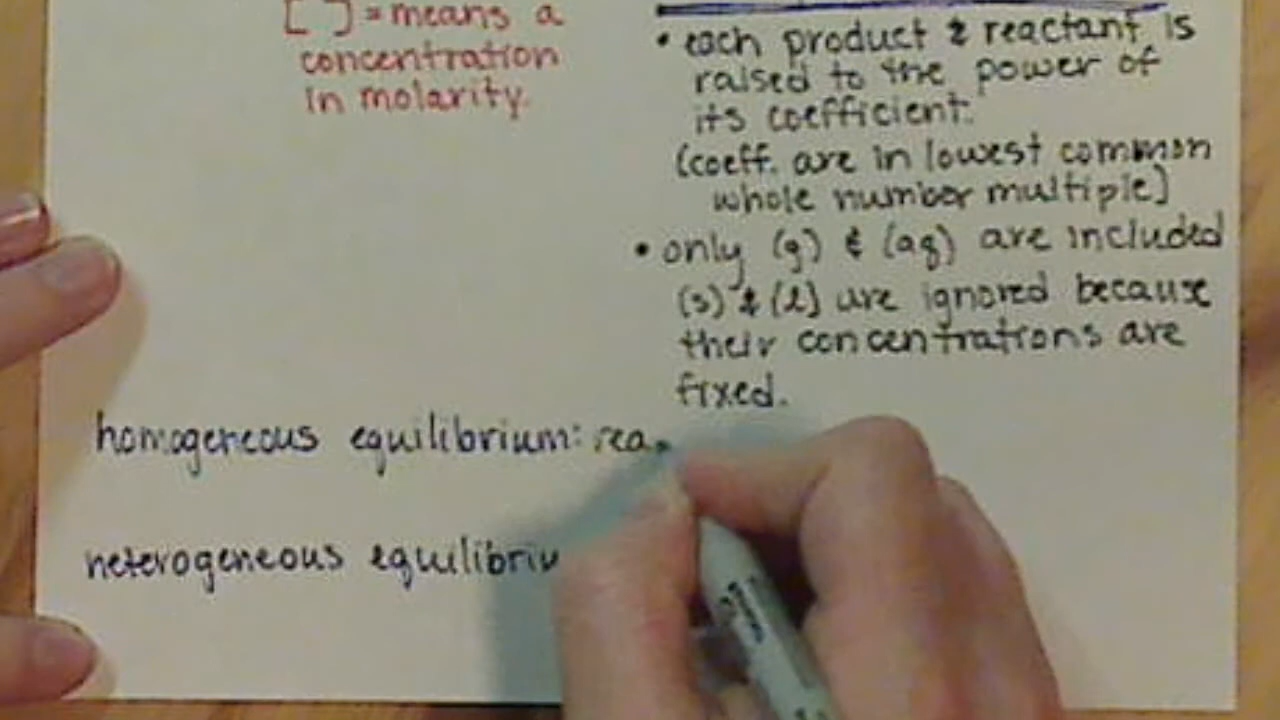 [ ] = means a
concentration
in molarity.
• each product & reactant is
raised to the power of
its coefficient.
(coeff. are in lowest common
whole number multiple)
• only (g) & (aq) are included
(s) & (l) are ignored because
their concentrations are
fixed.
homogeneous equilibrium: rea
heterogeneous equilibriu